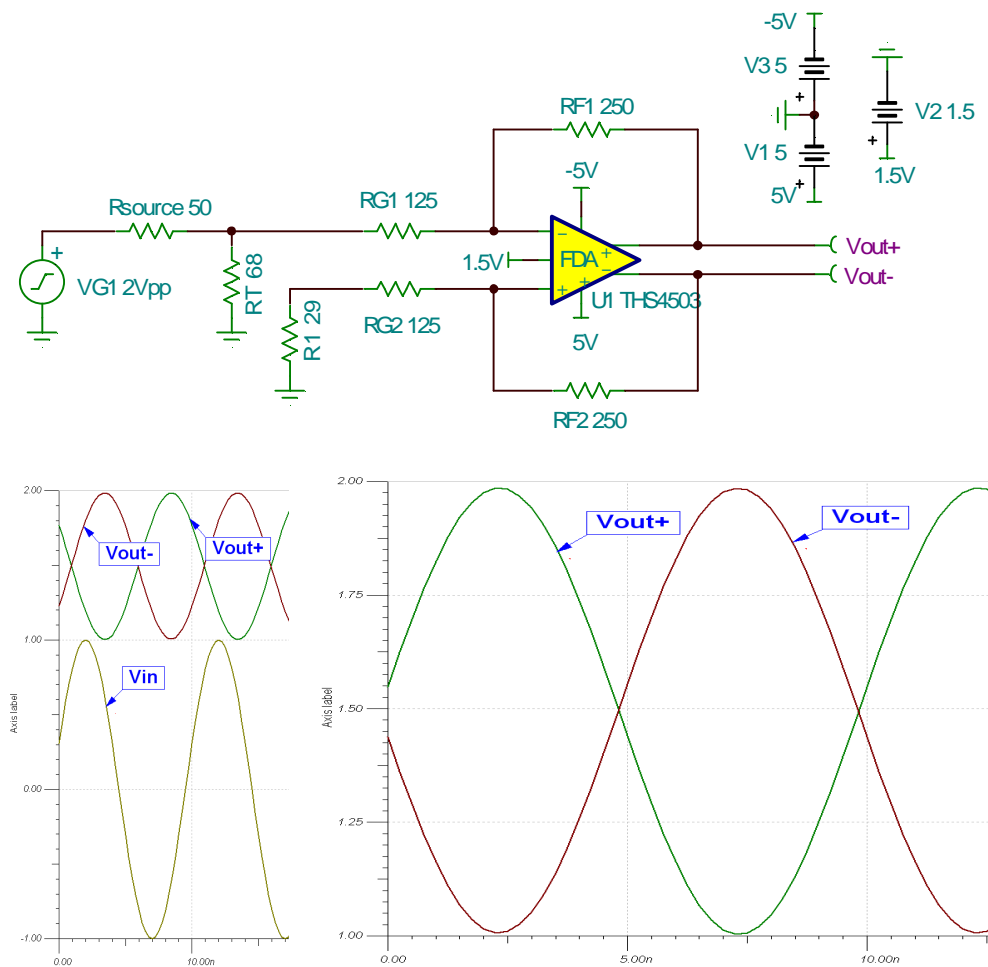 -5V
V3 5
V2 1.5
V1 5
1.5V
5V
RF1 250
-5V
Rsource 50
RG1 125
VG1 2Vpp
RT 68
1.5V
FDA
U1 THS4503
Vout+
Vout-
R1 29
RG2 125
5V
RF2 250
2.00
Vout-
Vout+
1.00
Vin
Axis label
0.00
-1.00
0.00
10.00n
2.00
Vout+
Vout-
1.75
Axis label
1.50
1.25
1.00
0.00
5.00n
10.00n